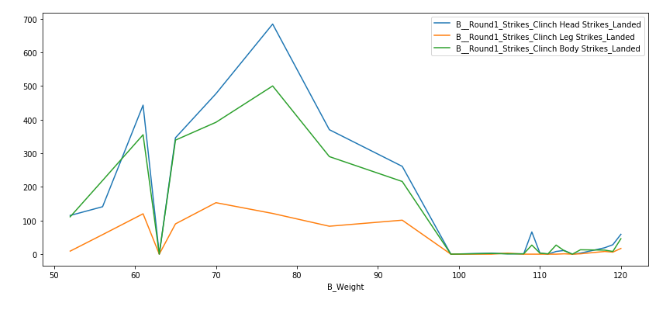 B__Round1_Strikes_Clinch Head Strikes_Landed
B__Round1_Strikes_Clinch Leg Strikes_Landed
B__Round1_Strikes_Clinch Body Strikes_Landed
700
600
500
400
300
200
100
0
50 60 70 80 90 100 110 120
B_Weight